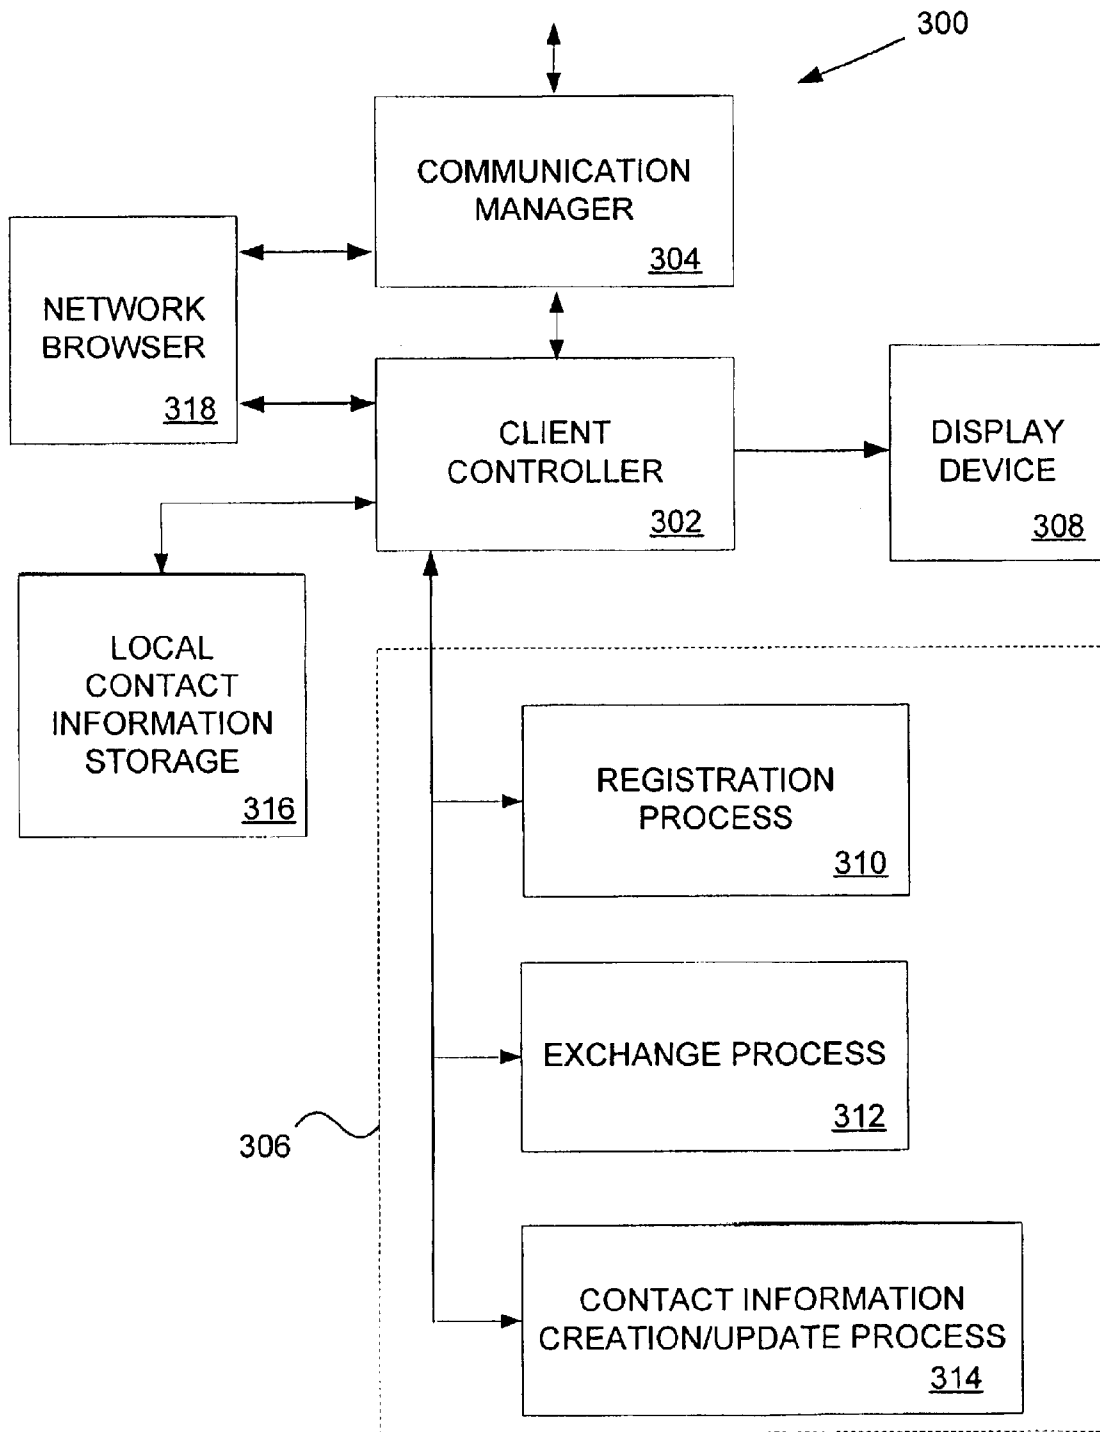 300
COMMUNICATION
MANAGER
304
NETWORK
BROWSER
318
CLIENT
CONTROLLER
302
DISPLAY
DEVICE
308
LOCAL
CONTACT
INFORMATION
STORAGE
316
REGISTRATION
PROCESS
310
EXCHANGE PROCESS
312
306
CONTACT INFORMATION
CREATION/UPDATE PROCESS
314